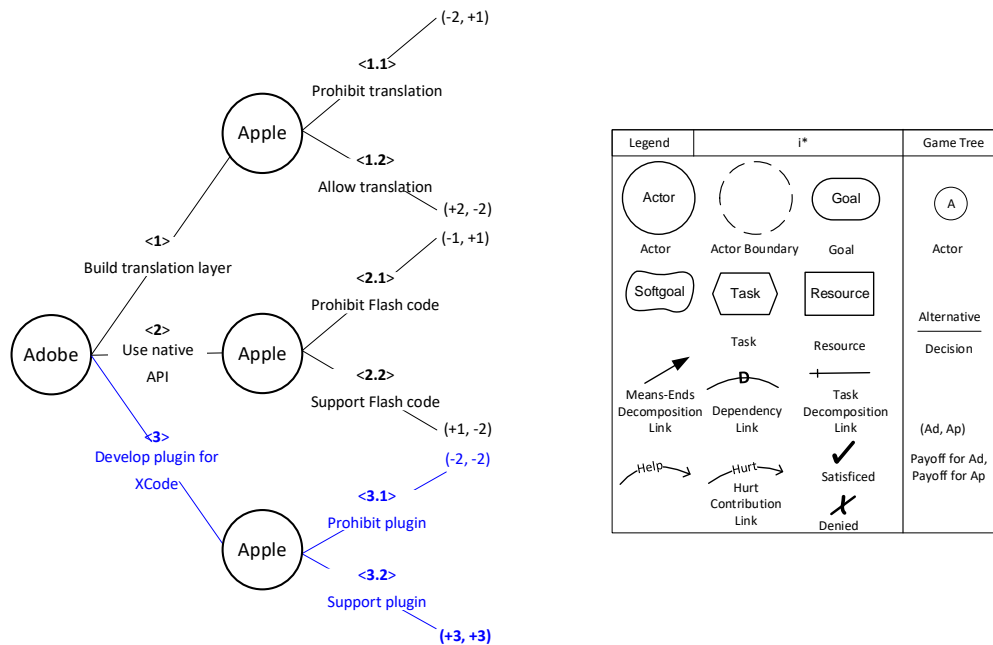 (-2, +1)
<1.1>
Prohibit translation
Apple
<1.2>
Allow translation
(+2, -2)
<1>
Build translation layer
(-1, +1)
<2.1>
Prohibit Flash code
Adobe
<2>
Use native
API
Apple
<2.2>
Support Flash code
(+1, -2)
<3>
Develop plugin for
XCode
(-2, -2)
<3.1>
Prohibit plugin
Apple
<3.2>
Support plugin
(+3, +3)
Legend
i*
Game Tree
Actor
Goal
A
Actor
Actor Boundary
Goal
Actor
Softgoal
Task
Resource
Task
Resource
Alternative
Decision
Means-Ends
Decomposition
Link
D
Dependency
Link
Task
Decomposition
Link
(Ad, Ap)
Payoff for Ad,
Payoff for Ap
Help
Hurt
Hurt
Contribution
Link
Satisficed
Denied